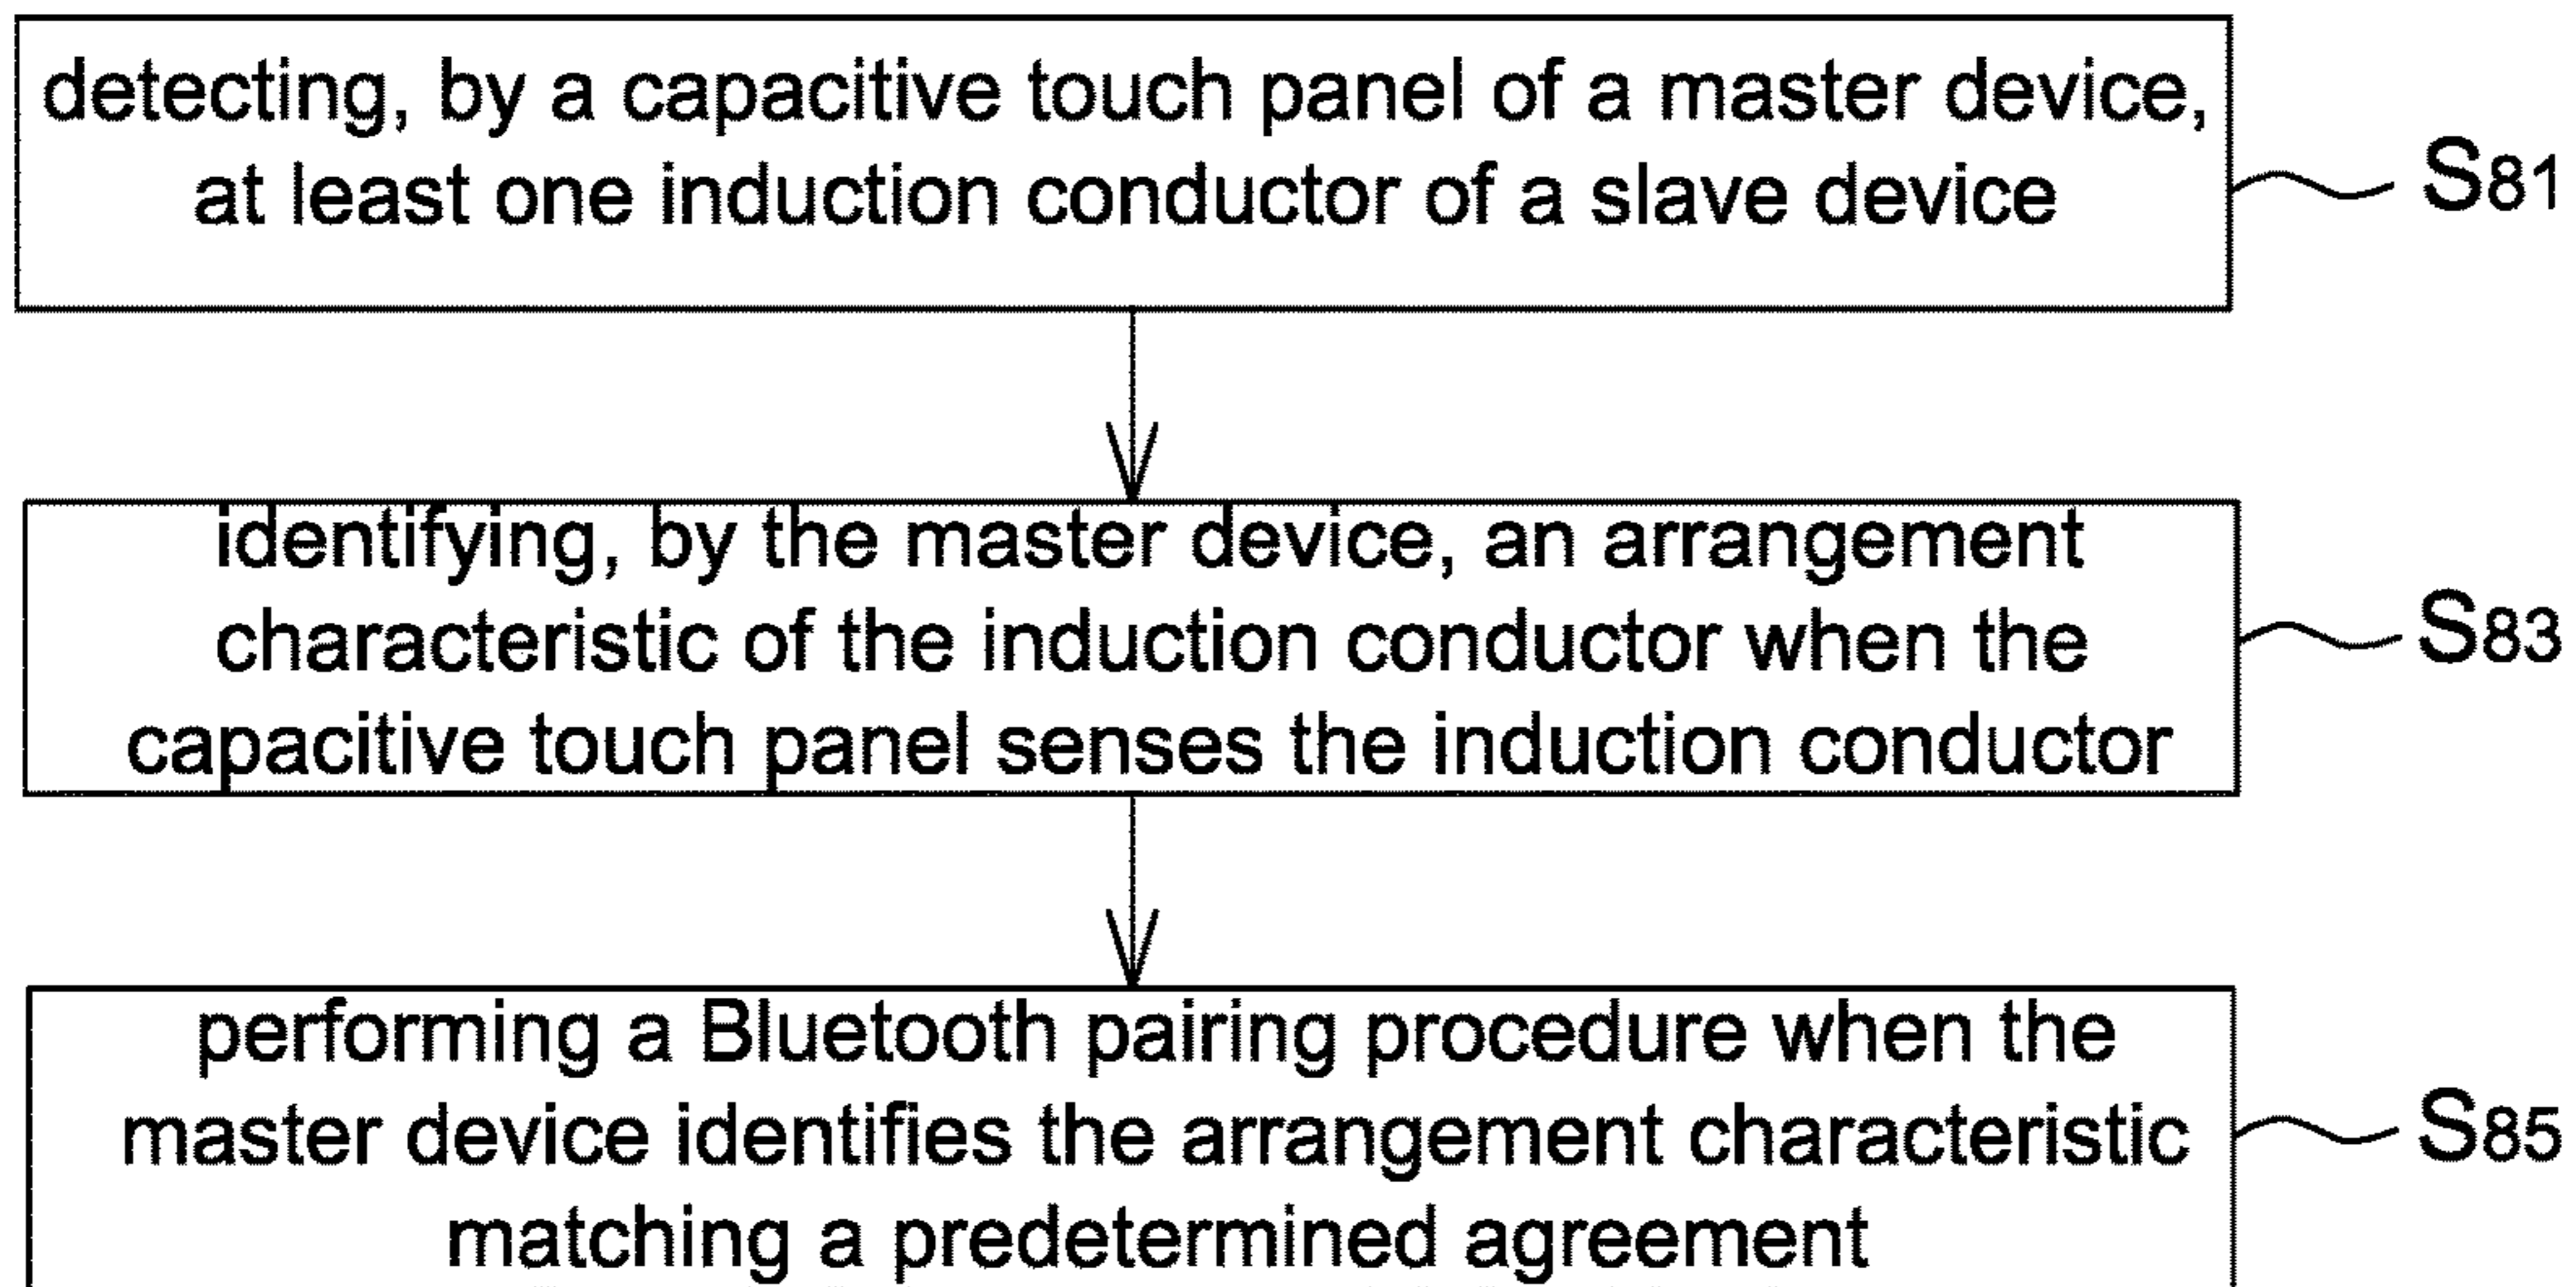 detecting, by a capacitive touch panel of a master device,
at least one induction conductor of a slave device
S81
identifying, by the master device, an arrangement
characteristic of the induction conductor when the
capacitive touch panel senses the induction conductor
S83
performing a Bluetooth pairing procedure when the
master device identifies the arrangement characteristic
matching a predetermined agreement
S85